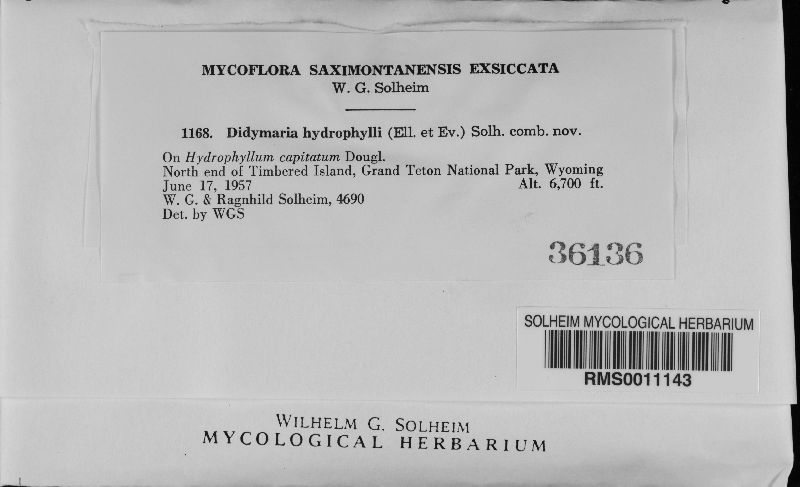 MYCOFLORA SAXIMONTANENSIS EXSICCATA
W. G. Solheim
1168. Didymaria hydrophylli (Ell. et Ev.) Solh. comb. nov.
On Hydrophyllum capitatum Dougl.
North end of Timbered Island, Grand Teton National Park, Wyoming
June 17, 1957 Alt. 6,700 ft.
W. G. & Ragnhild Solheim, 4690
Det. by WGS
36136
SOLHEIM MYCOLOGICAL HERBARIUM
RMS0011143
WILHELM G. SOLHEIM
MYCOLOGICAL HERBARIUM